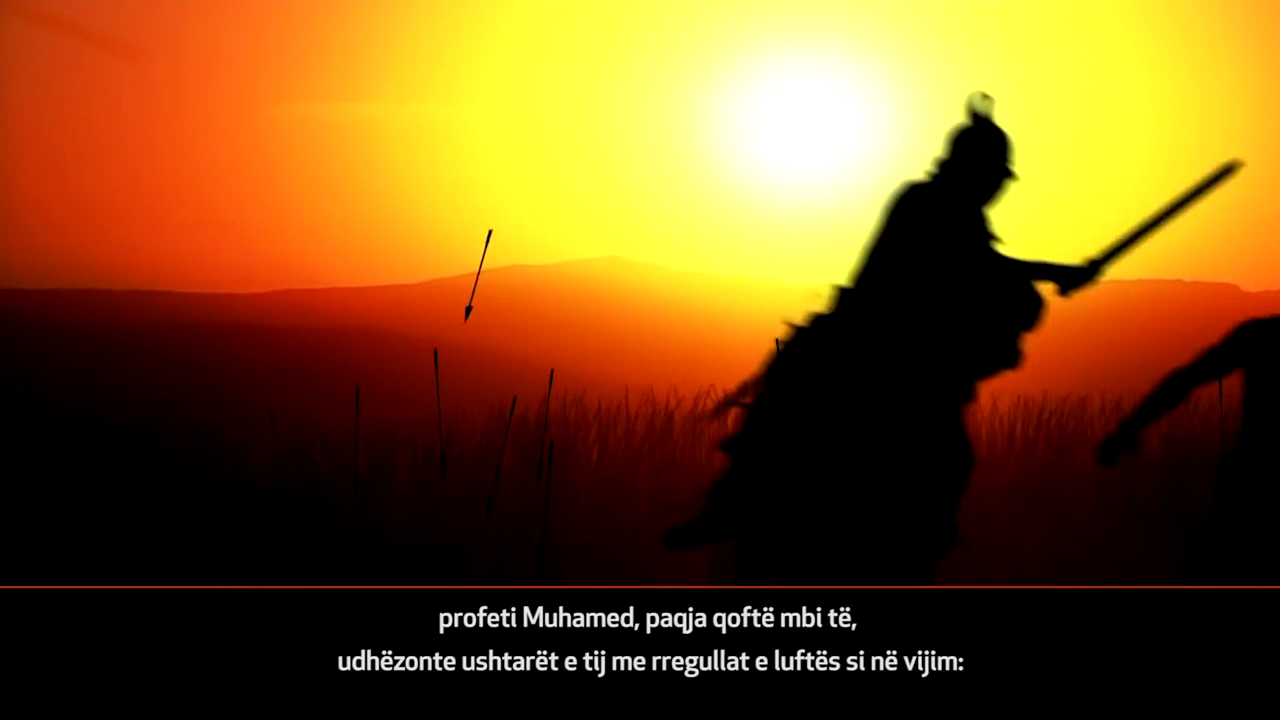 profeti Muhamed, paqja qoftë mbi të,
udhëzonte ushtarët e tij me rregullat e luftës si në vijim: